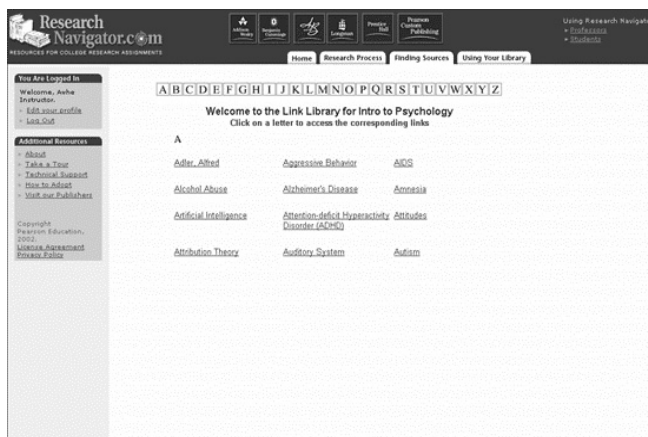 Research
Navigator.com
RESOURCES FOR COLLEGE RESEARCH ASSIGNMENTS
Longman
Prentice
Hall
Pearson
Custom
Publishing
Using Research Navigat
Professors
Students
Home
Research Process
Finding Sources
Using Your Library
You Are Logged In
Welcome, Awhe
Instructor.
Edit your profile
Log Out
Additional Resources
About
Take a Tour
Technical Support
How to Adopt
Visit our Publishers
Copyright
Pearson Education,
2002.
License Agreement
Privacy Policy
A B C D E F G H I J K L M N O P Q R S T U V W X Y Z
Welcome to the Link Library for Intro to Psychology
Click on a letter to access the corresponding links
A
Adler, Alfred Aggressive Behavior AIDS
Alcohol Abuse Alzheimer's Disease Amnesia
Artificial Intelligence Attention-deficit Hyperactivity Attitudes
Disorder (ADHD)
Attribution Theory Auditory System Autism